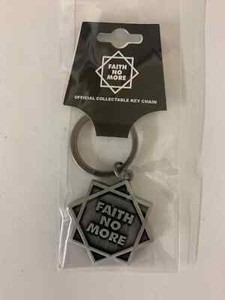 FAITH
NO
MORE
OFFICIAL COLLECTABLE KEY CHAIN
FAITH
NO
MORE